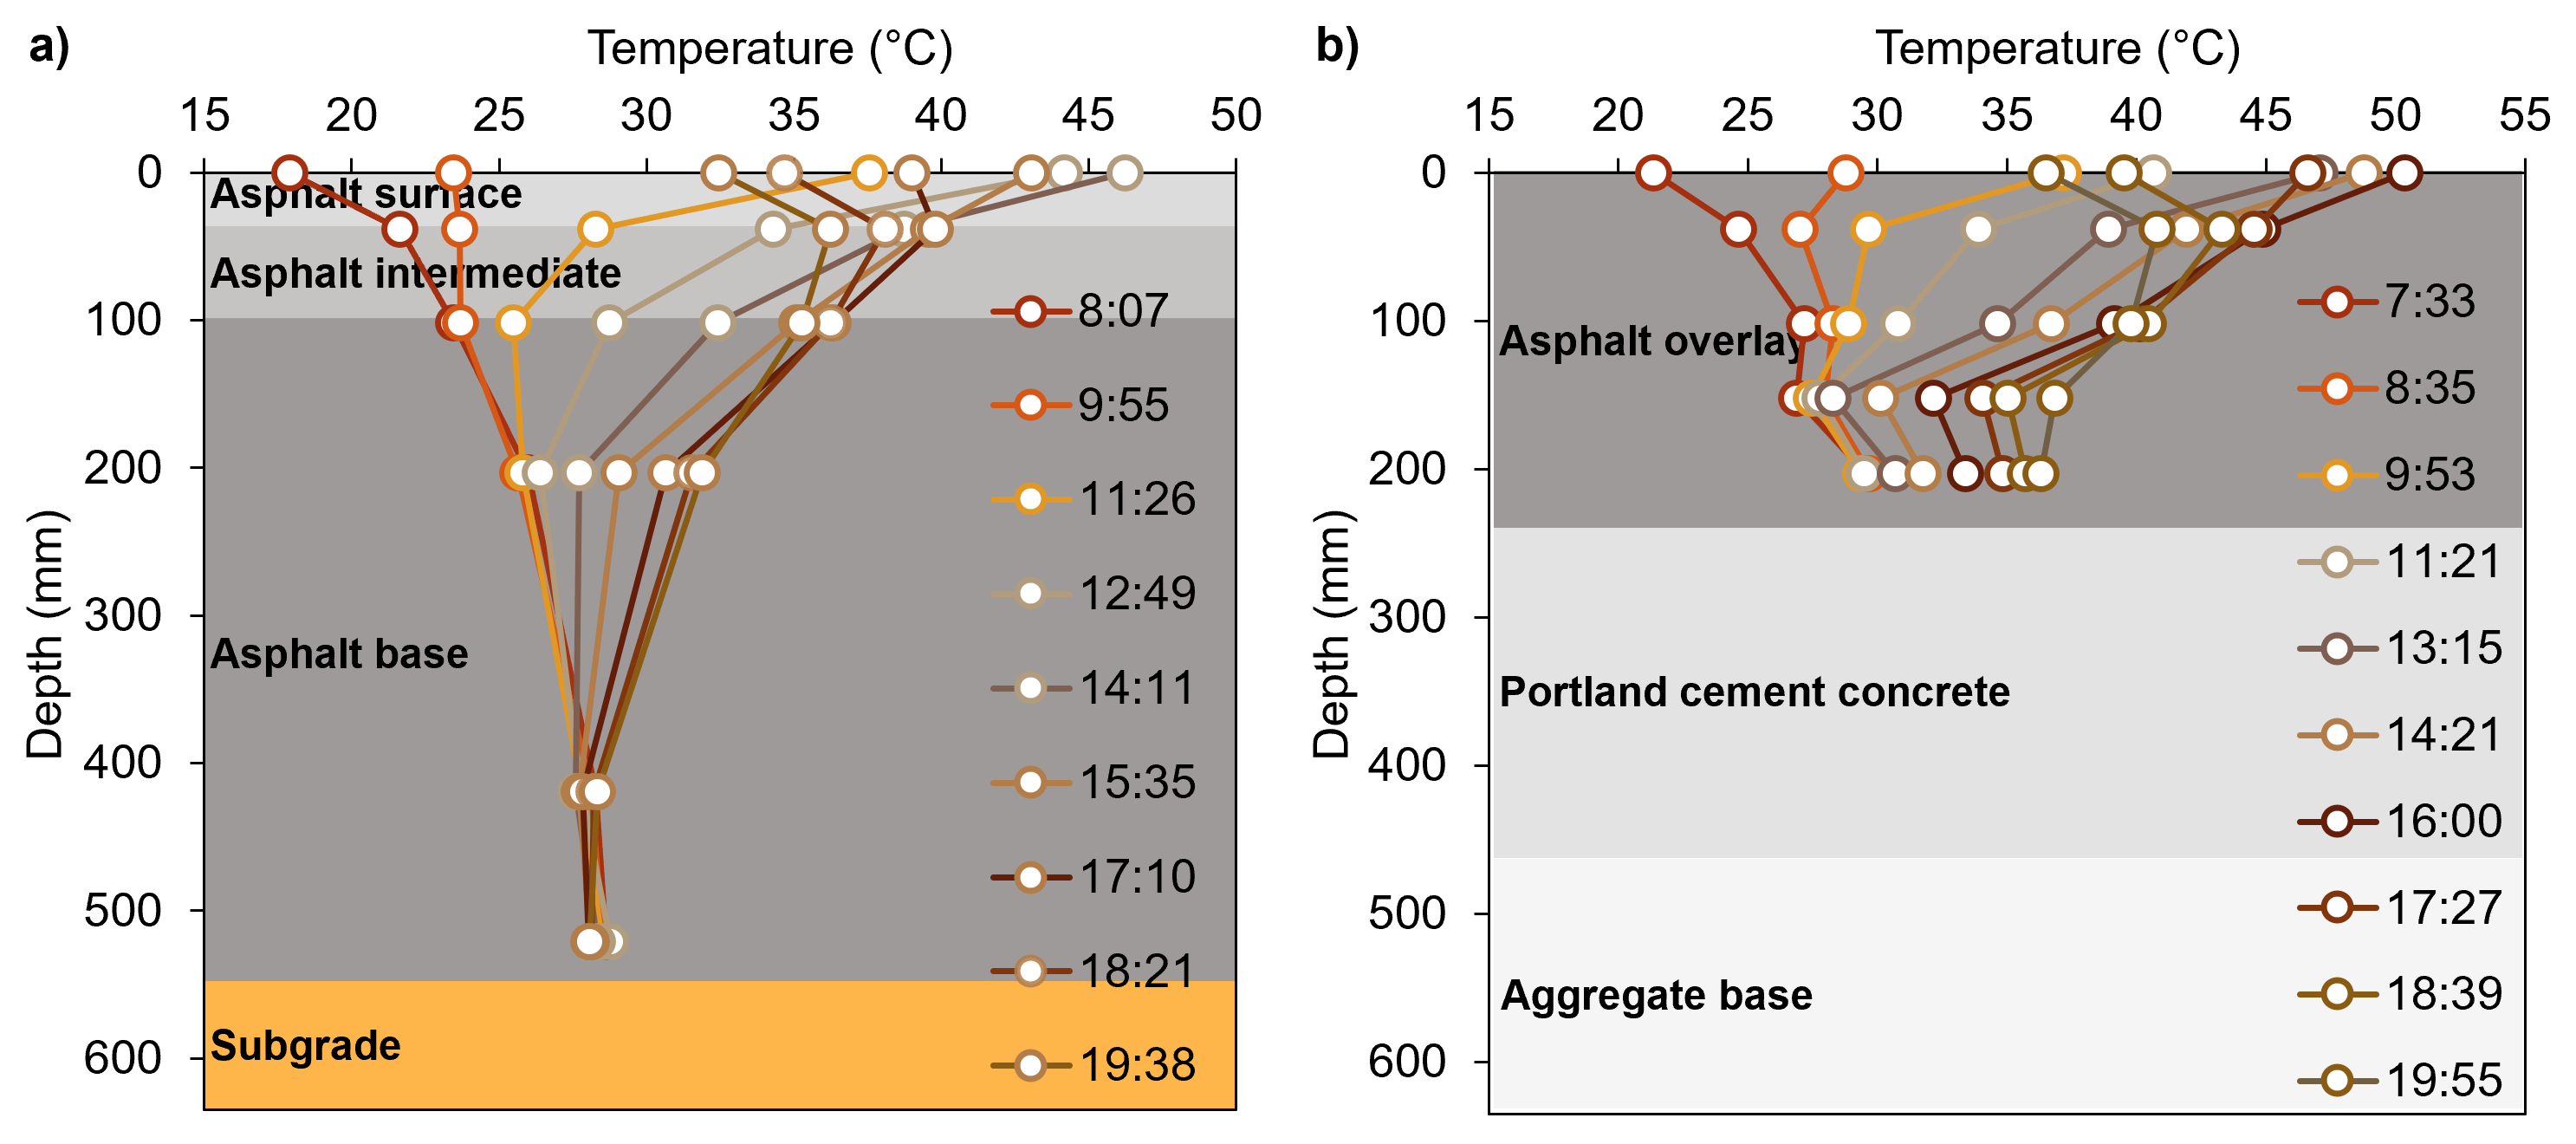 a)
Temperature (°C)
15 20 25 30 35 40 45 50
0
100
200
300
400
500
600
Depth (mm)
Asphalt surface
Asphalt intermediate
Asphalt base
Subgrade
8:07
9:55
11:26
12:49
14:11
15:35
17:10
18:21
19:38
b)
Temperature (°C)
15 20 25 30 35 40 45 50 55
0
100
200
300
400
500
600
Depth (mm)
Asphalt overlay
Portland cement concrete
Aggregate base
7:33
8:35
9:53
11:21
13:15
14:21
16:00
17:27
18:39
19:55